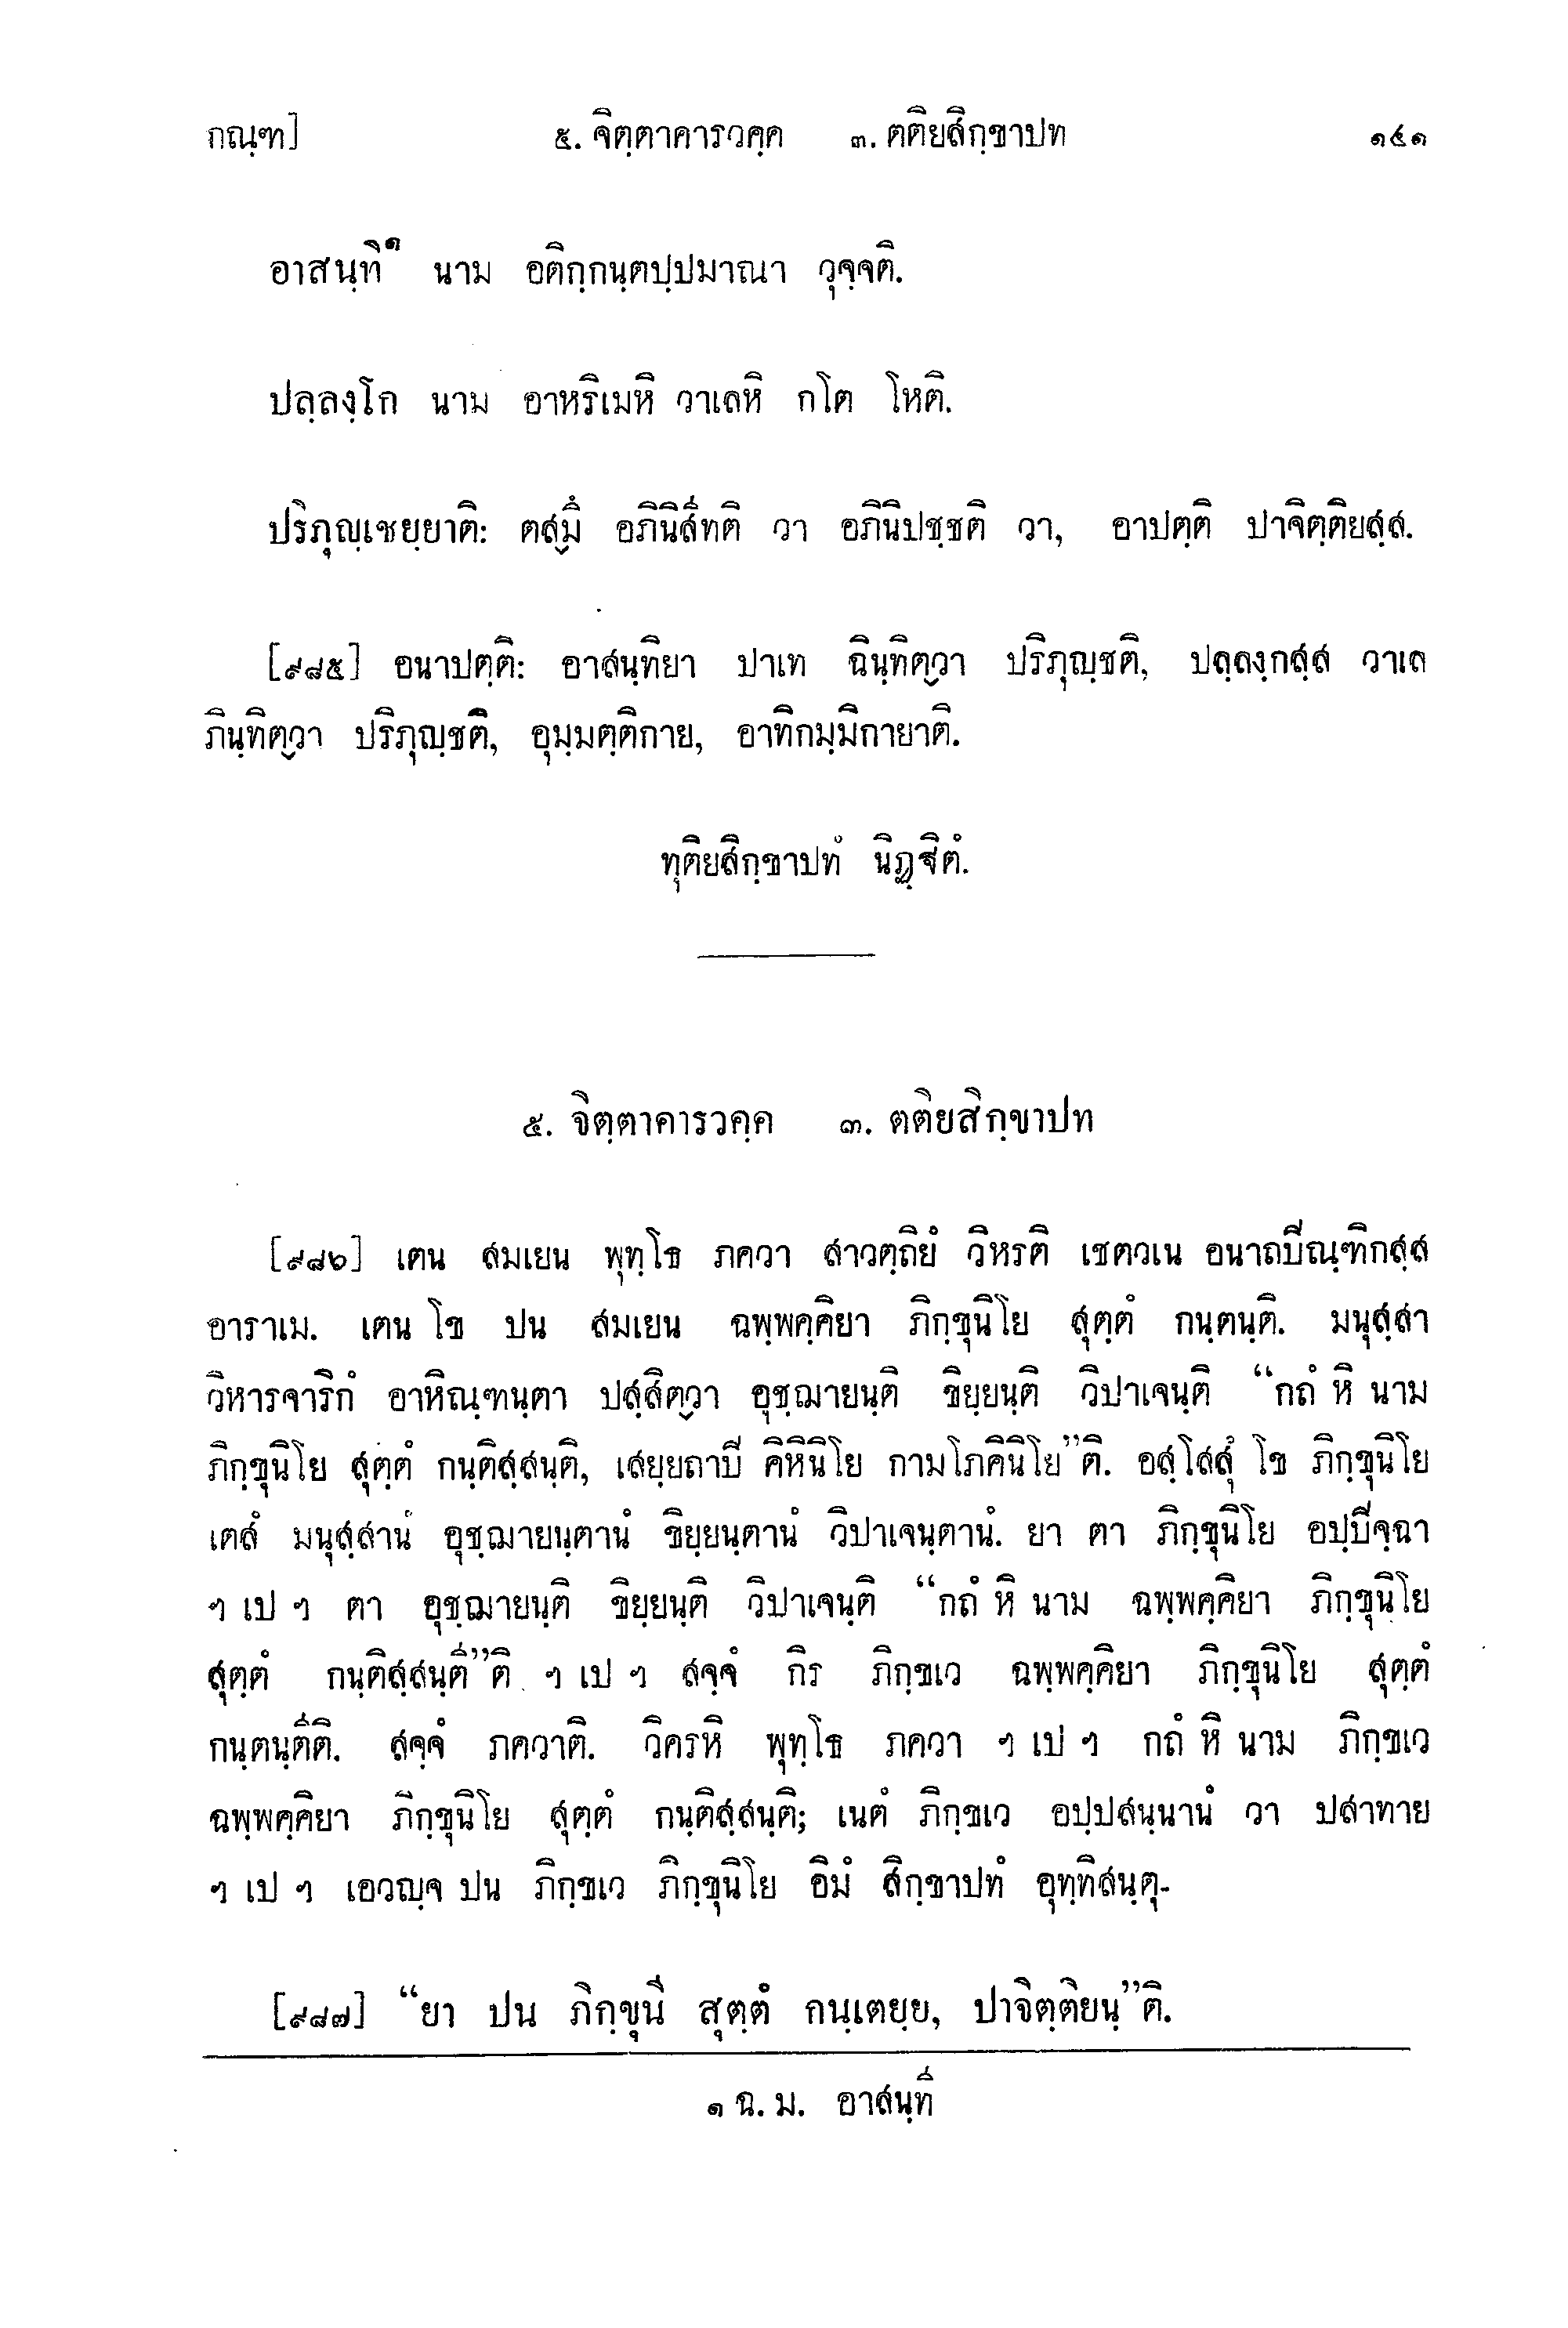 กณฺฑ] ๕. จิตฺตาคารวคฺค ๓. ตติยสิกฺขาปท ๑๔๑
อาสนฺทิ๑ นาม อติกฺกนฺตปฺปมาณา วุจฺจติ.
ปลฺลงฺโก นาม อาหริเมหิ วาเลหิ กโต โหติ.
ปริภุญฺเชยฺยาติ: ตสฺมึ อภินิสีทติ วา อภินิปชฺชติ วา, อาปตฺติ ปาจิตฺติยสฺส.
[๙๘๕] อนาปตฺติ: อาสนฺทิยา ปาเท ฉินฺทิตฺวา ปริภุญฺชติ, ปลฺลงฺกสฺส วาเล
ภินฺทิตฺวา ปริภุญฺชติ, อุมฺมตฺติกาย, อาทิกมฺมิกายาติ.
ทุติยสิกฺขาปทํ นิฏฺฐิตํ.
๕. จิตฺตาคารวคฺค ๓. ตติยสิกฺขาปท
[๙๘๖] เตน สมเยน พุทฺโธ ภควา สาวตฺถิยํ วิหรติ เชตวเน อนาถปิณฺฑิกสฺส
อาราเม. เตน โข ปน สมเยน ฉพฺพคฺคิยา ภิกฺขุนิโย สุตฺตํ กนฺตนฺติ. มนุสฺสา
วิหารจาริกํ อาหิณฺฑนฺตา ปสฺสิตฺวา อุชฺฌายนฺติ ขิยฺยนฺติ วิปาเจนฺติ “กถํ หิ นาม
ภิกฺขุนิโย สุตฺตํ กนฺติสฺสนฺติ, เสยฺยถาปิ คิหินิโย กามโภคินิโย”ติ. อสฺโสสุํ โข ภิกฺขุนิโย
เตสํ มนุสฺสานํ อุชฺฌายนฺตานํ ขิยฺยนฺตานํ วิปาเจนฺตานํ. ยา ตา ภิกฺขุนิโย อปฺปิจฺฉา
ฯ เป ฯ ตา อุชฺฌายนฺติ ขิยฺยนฺติ วิปาเจนฺติ “กถํ หิ นาม ฉพฺพคฺคิยา ภิกฺขุนิโย
สุตฺตํ กนฺติสฺสนฺตี”ติ ฯ เป ฯ สจฺจํ กิร ภิกฺขเว ฉพฺพคฺคิยา ภิกฺขุนิโย สุตฺตํ
กนฺตนฺตีติ. สจฺจํ ภควาติ. วิครหิ พุทฺโธ ภควา ฯ เป ฯ กถํ หิ นาม ภิกฺขเว
ฉพฺพคฺคิยา ภิกฺขุนิโย สุตฺตํ กนฺติสฺสนฺติ; เนตํ ภิกฺขเว อปฺปสนฺนานํ วา ปสาทาย
ฯ เป ฯ เอวญฺจ ปน ภิกฺขเว ภิกฺขุนิโย อิมํ สิกฺขาปทํ อุทฺทิสนฺตุ-
[๙๘๗] “ยา ปน ภิกฺขุนี สุตฺตํ กนฺเตยฺย, ปาจิตฺติยนฺ”ติ.
๑ ฉ. ม. อาสนฺที